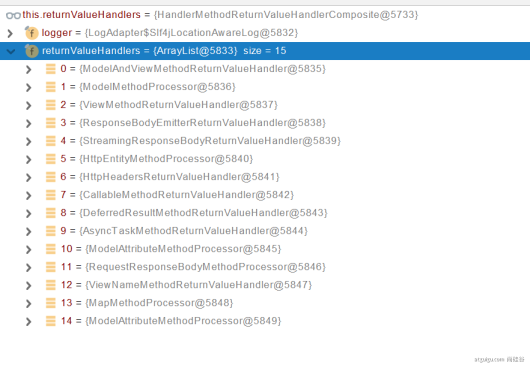 this.returnValueHandlers = {HandlerMethodReturnValueHandlerComposite@5733}
logger = {LogAdapter$Slf4jLocationAwareLog@5832}
returnValueHandlers = {ArrayList@5833} size = 15
0 = {ModelAndViewMethodReturnValueHandler@5835}
1 = {ModelMethodProcessor@5836}
2 = {ViewMethodReturnValueHandler@5837}
3 = {ResponseBodyEmitterReturnValueHandler@5838}
4 = {StreamingResponseBodyReturnValueHandler@5839}
5 = {HttpEntityMethodProcessor@5840}
6 = {HttpHeadersReturnValueHandler@5841}
7 = {CallableMethodReturnValueHandler@5842}
8 = {DeferredResultMethodReturnValueHandler@5843}
9 = {AsyncTaskMethodReturnValueHandler@5844}
10 = {ModelAttributeMethodProcessor@5845}
11 = {RequestResponseBodyMethodProcessor@5846}
12 = {ViewNameMethodReturnValueHandler@5847}
13 = {MapMethodProcessor@5848}
14 = {ModelAttributeMethodProcessor@5849}